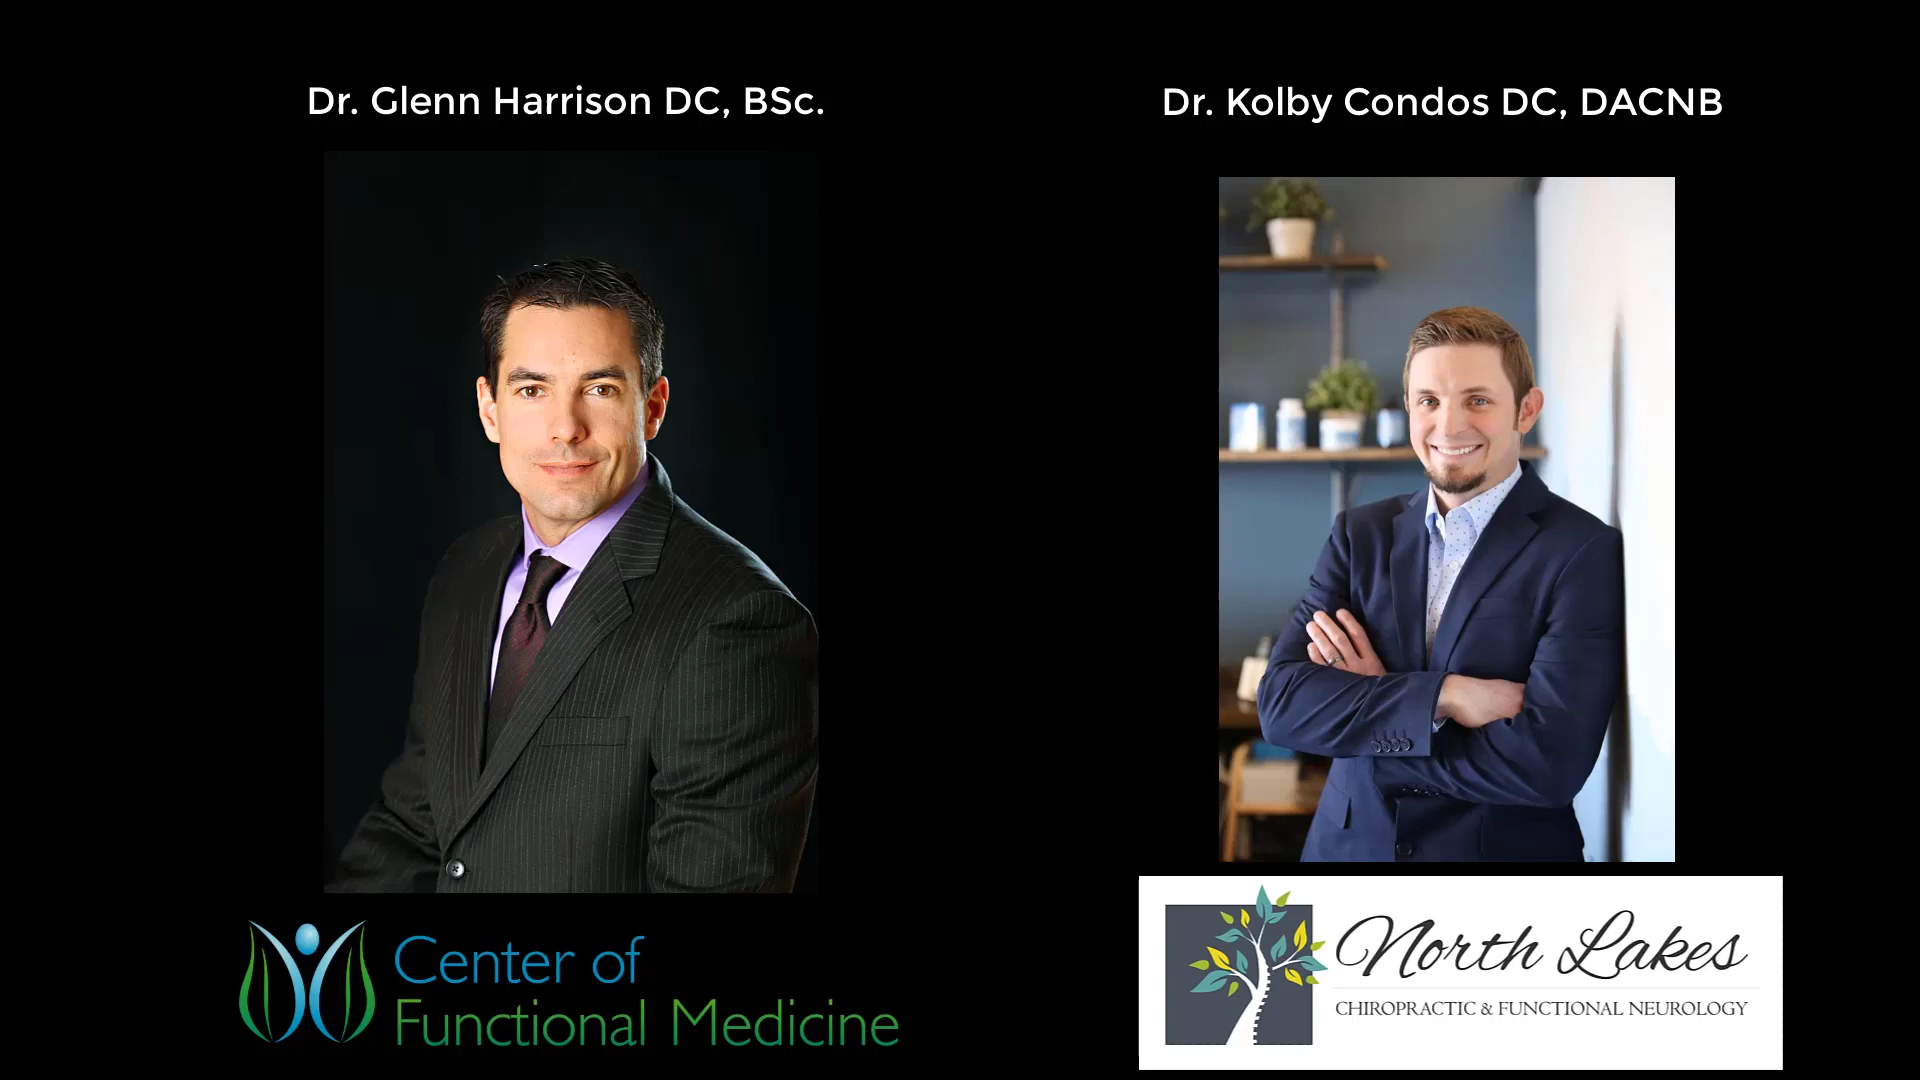 Dr. Glenn Harrison DC, BSc.
Dr. Kolby Condos DC, DACNB
Center of
Functional Medicine
North Lakes
CHIROPRACTIC & FUNCTIONAL NEUROLOGY